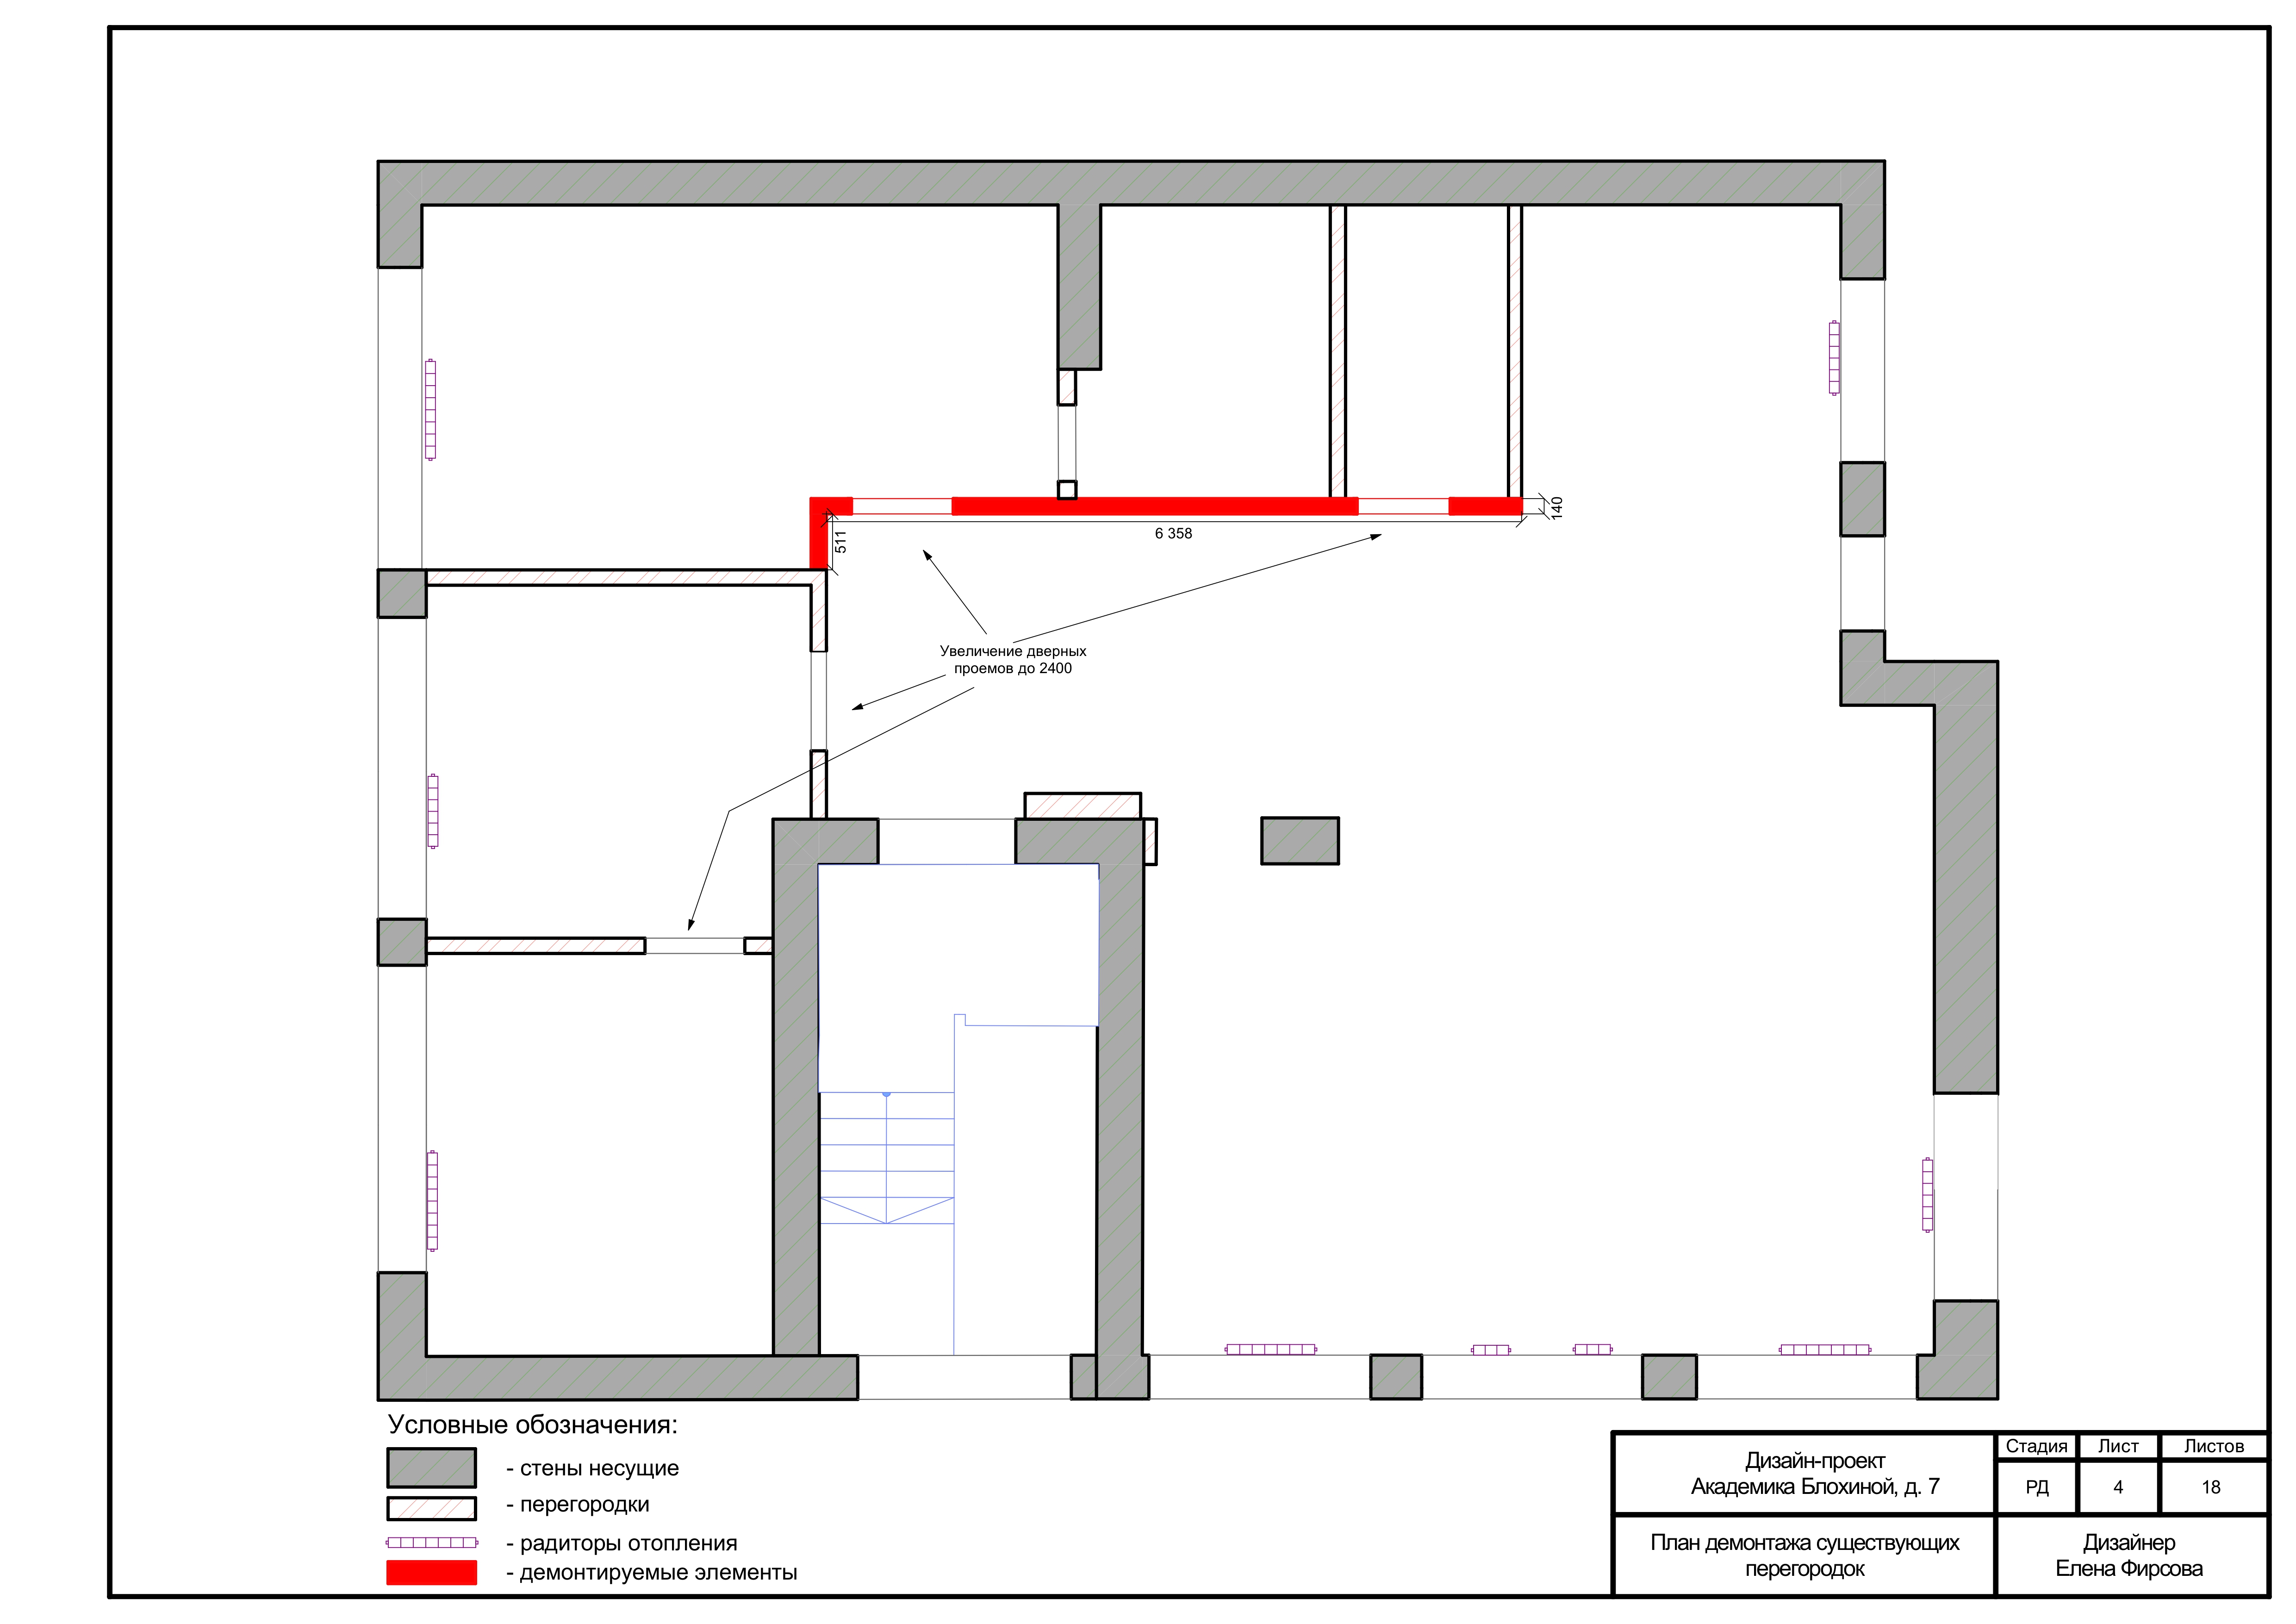 140
6 358
511
Увеличение дверных
проемов до 2400
Условные обозначения:
- стены несущие
- перегородки
- радиторы отопления
- демонтируемые элементы
Дизайн-проект
Академика Блохиной, д. 7
Стадия
Лист
Листов
РД
4
18
План демонтажа существующих
перегородок
Дизайнер
Елена Фирсова